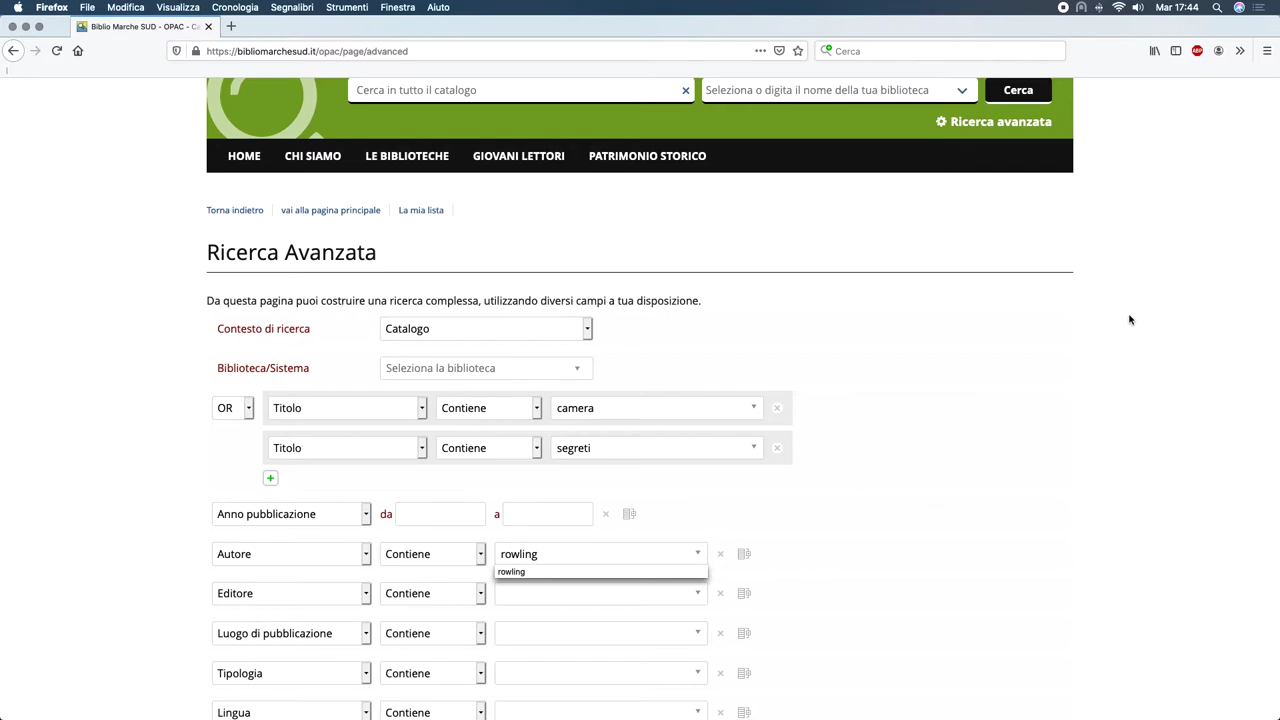 Firefox Archivio Modifica Visualizza Cronologia Segnalibri Strumenti Finestra Aiuto Mar 17:44
Biblio Marche SUD - OPAC - Ca
https://bibliomarchesud.it/opac/page/advanced Cerca
ABP
Cerca in tutto il catalogo Seleziona o digita il nome della tua biblioteca Cerca
Ricerca avanzata
HOME CHI SIAMO LE BIBLIOTECHE GIOVANI LETTORI PATRIMONIO STORICO
Torna indietro vai alla pagina principale La mia lista
Ricerca Avanzata
Da questa pagina puoi costruire una ricerca complessa, utilizzando diversi campi a tua disposizione.
Contesto di ricerca Catalogo
Biblioteca/Sistema Seleziona la biblioteca
OR Titolo Contiene camera
Titolo Contiene segreti
Anno pubblicazione da a
Autore Contiene rowling
rowling
Editore Contiene
Luogo di pubblicazione Contiene
Tipologia Contiene
Lingua Contiene